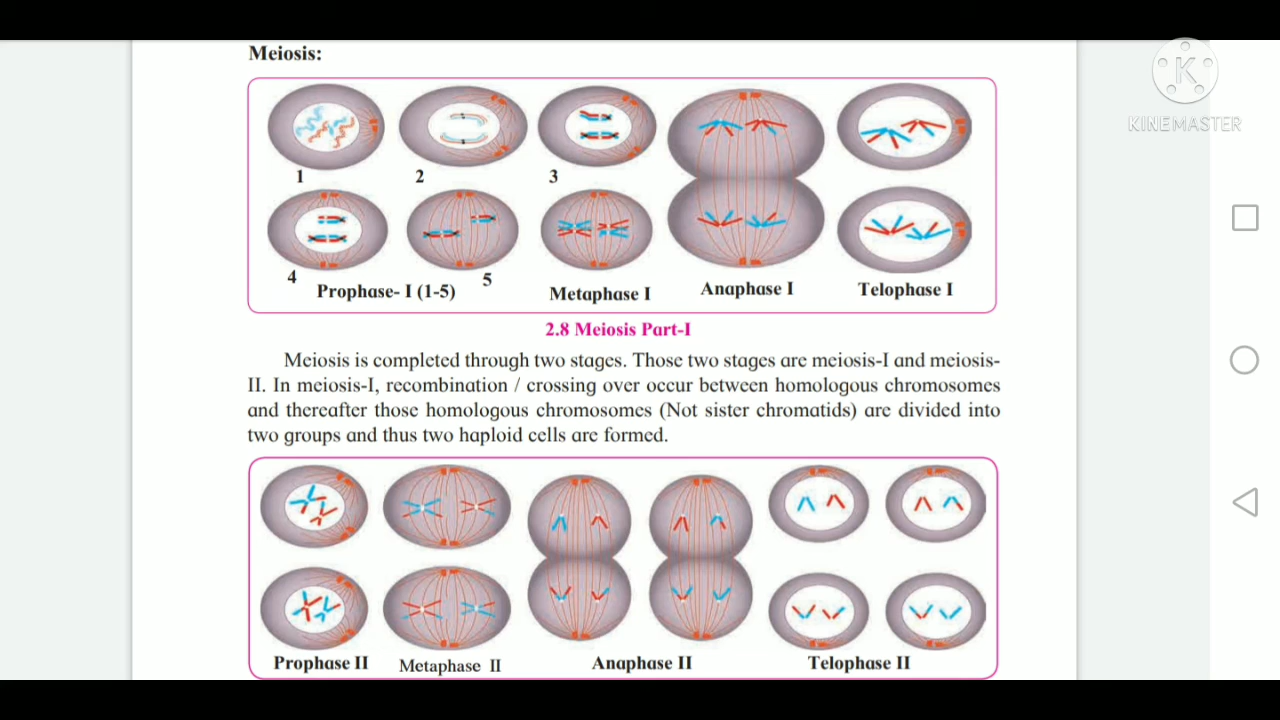 Meiosis:
K
KINEMASTER
1
2
3
4
5
Prophase- I (1-5)
Metaphase I
Anaphase I
Telophase I
2.8 Meiosis Part-I
Meiosis is completed through two stages. Those two stages are meiosis-I and meiosis-
II. In meiosis-I, recombination / crossing over occur between homologous chromosomes
and thereafter those homologous chromosomes (Not sister chromatids) are divided into
two groups and thus two haploid cells are formed.
Prophase II
Metaphase II
Anaphase II
Telophase II